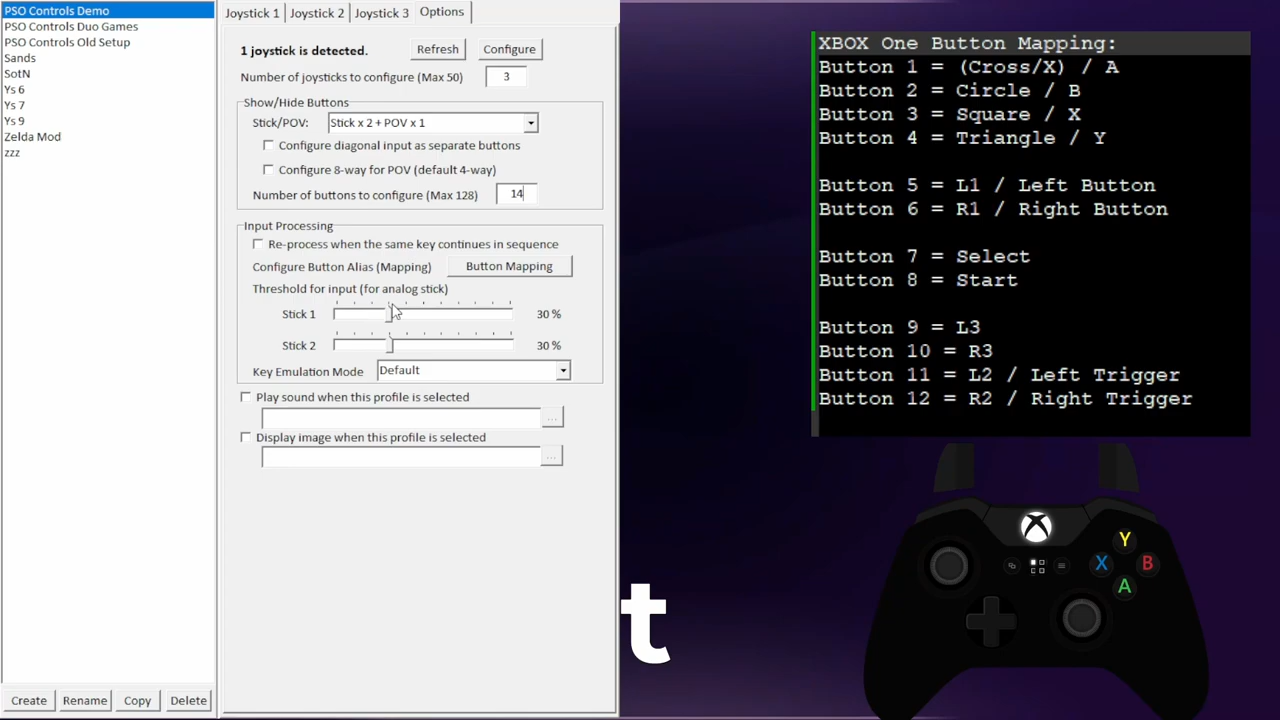 PSO Controls Demo
PSO Controls Duo Games
PSO Controls Old Setup
Sands
SotN
Ys 6
Ys 7
Ys 9
Zelda Mod
zzz
Create
Rename
Copy
Delete
Joystick 1
Joystick 2
Joystick 3
Options
1 joystick is detected.
Refresh
Configure
Number of joysticks to configure (Max 50)
3
Show/Hide Buttons
Stick/POV:
Stick x 2 + POV x 1
Configure diagonal input as separate buttons
Configure 8-way for POV (default 4-way)
Number of buttons to configure (Max 128)
14
Input Processing
Re-process when the same key continues in sequence
Configure Button Alias (Mapping)
Button Mapping
Threshold for input (for analog stick)
Stick 1
30 %
Stick 2
30 %
Key Emulation Mode
Default
Play sound when this profile is selected
...
Display image when this profile is selected
...
XBOX One Button Mapping:
Button 1 = (Cross/X) / A
Button 2 = Circle / B
Button 3 = Square / X
Button 4 = Triangle / Y
Button 5 = L1 / Left Button
Button 6 = R1 / Right Button
Button 7 = Select
Button 8 = Start
Button 9 = L3
Button 10 = R3
Button 11 = L2 / Left Trigger
Button 12 = R2 / Right Trigger
t
Y
X
B
A